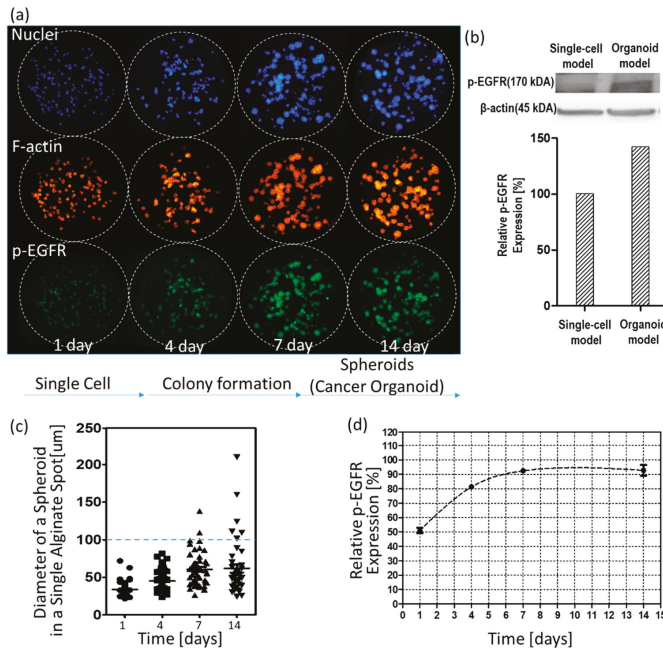 (a)
Nuclei
F-actin
p-EGFR
1 day
4 day
7 day
14 day
Single Cell
Colony formation
Spheroids
(Cancer Organoid)
(b)
Single-cell
model
Organoid
model
p-EGFR(170 kDA)
β-actin(45 kDA)
Relative p-EGFR
Expression [%]
150
100
50
0
Single-cell
model
Organoid
model
(c)
Diameter of a Spheroid
in a Single Alginate Spot[um]
250
200
150
100
50
0
1 4 7 14
Time [days]
(d)
Relative p-EGFR
Expression [%]
120
110
100
90
80
70
60
50
40
30
20
10
0
0 1 2 3 4 5 6 7 8 9 10 11 12 13 14 15
Time [days]